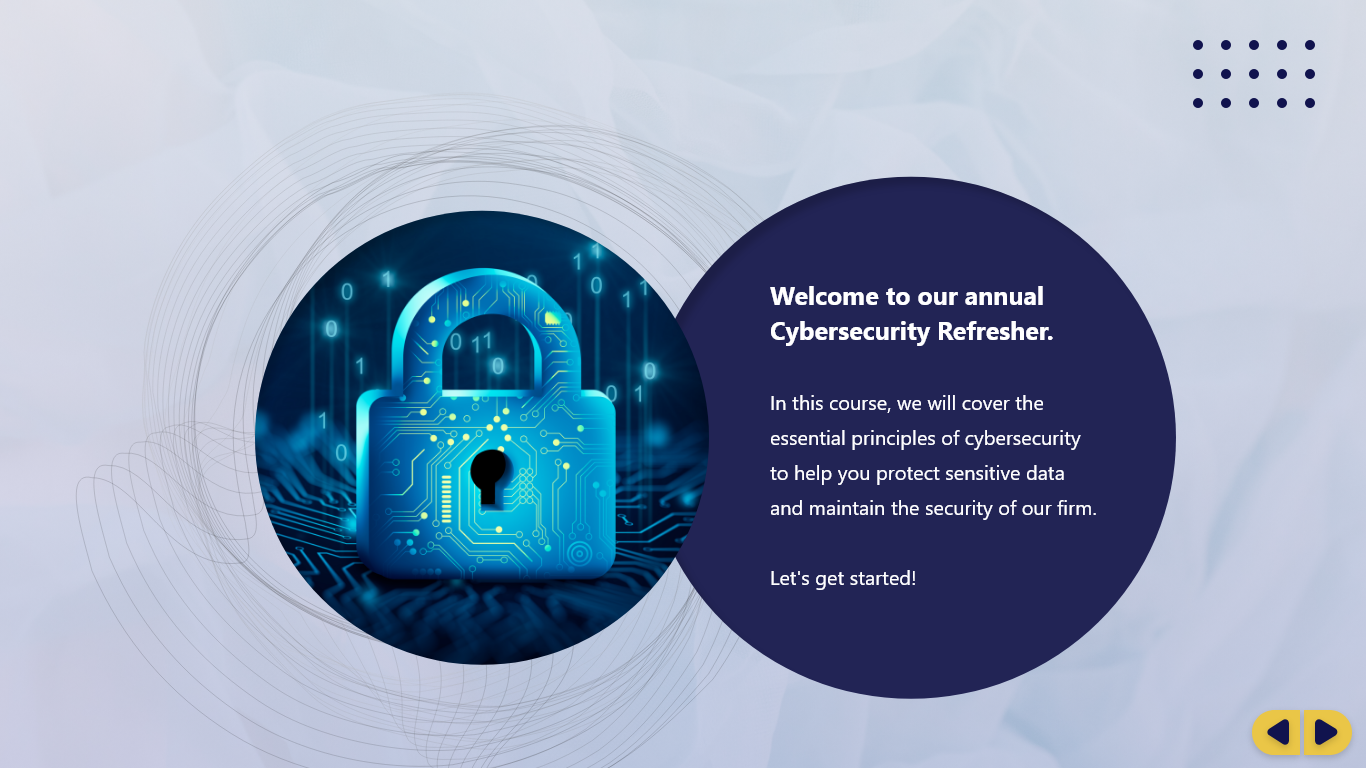 Welcome to our annual
Cybersecurity Refresher.
In this course, we will cover the
essential principles of cybersecurity
to help you protect sensitive data
and maintain the security of our firm.
Let's get started!